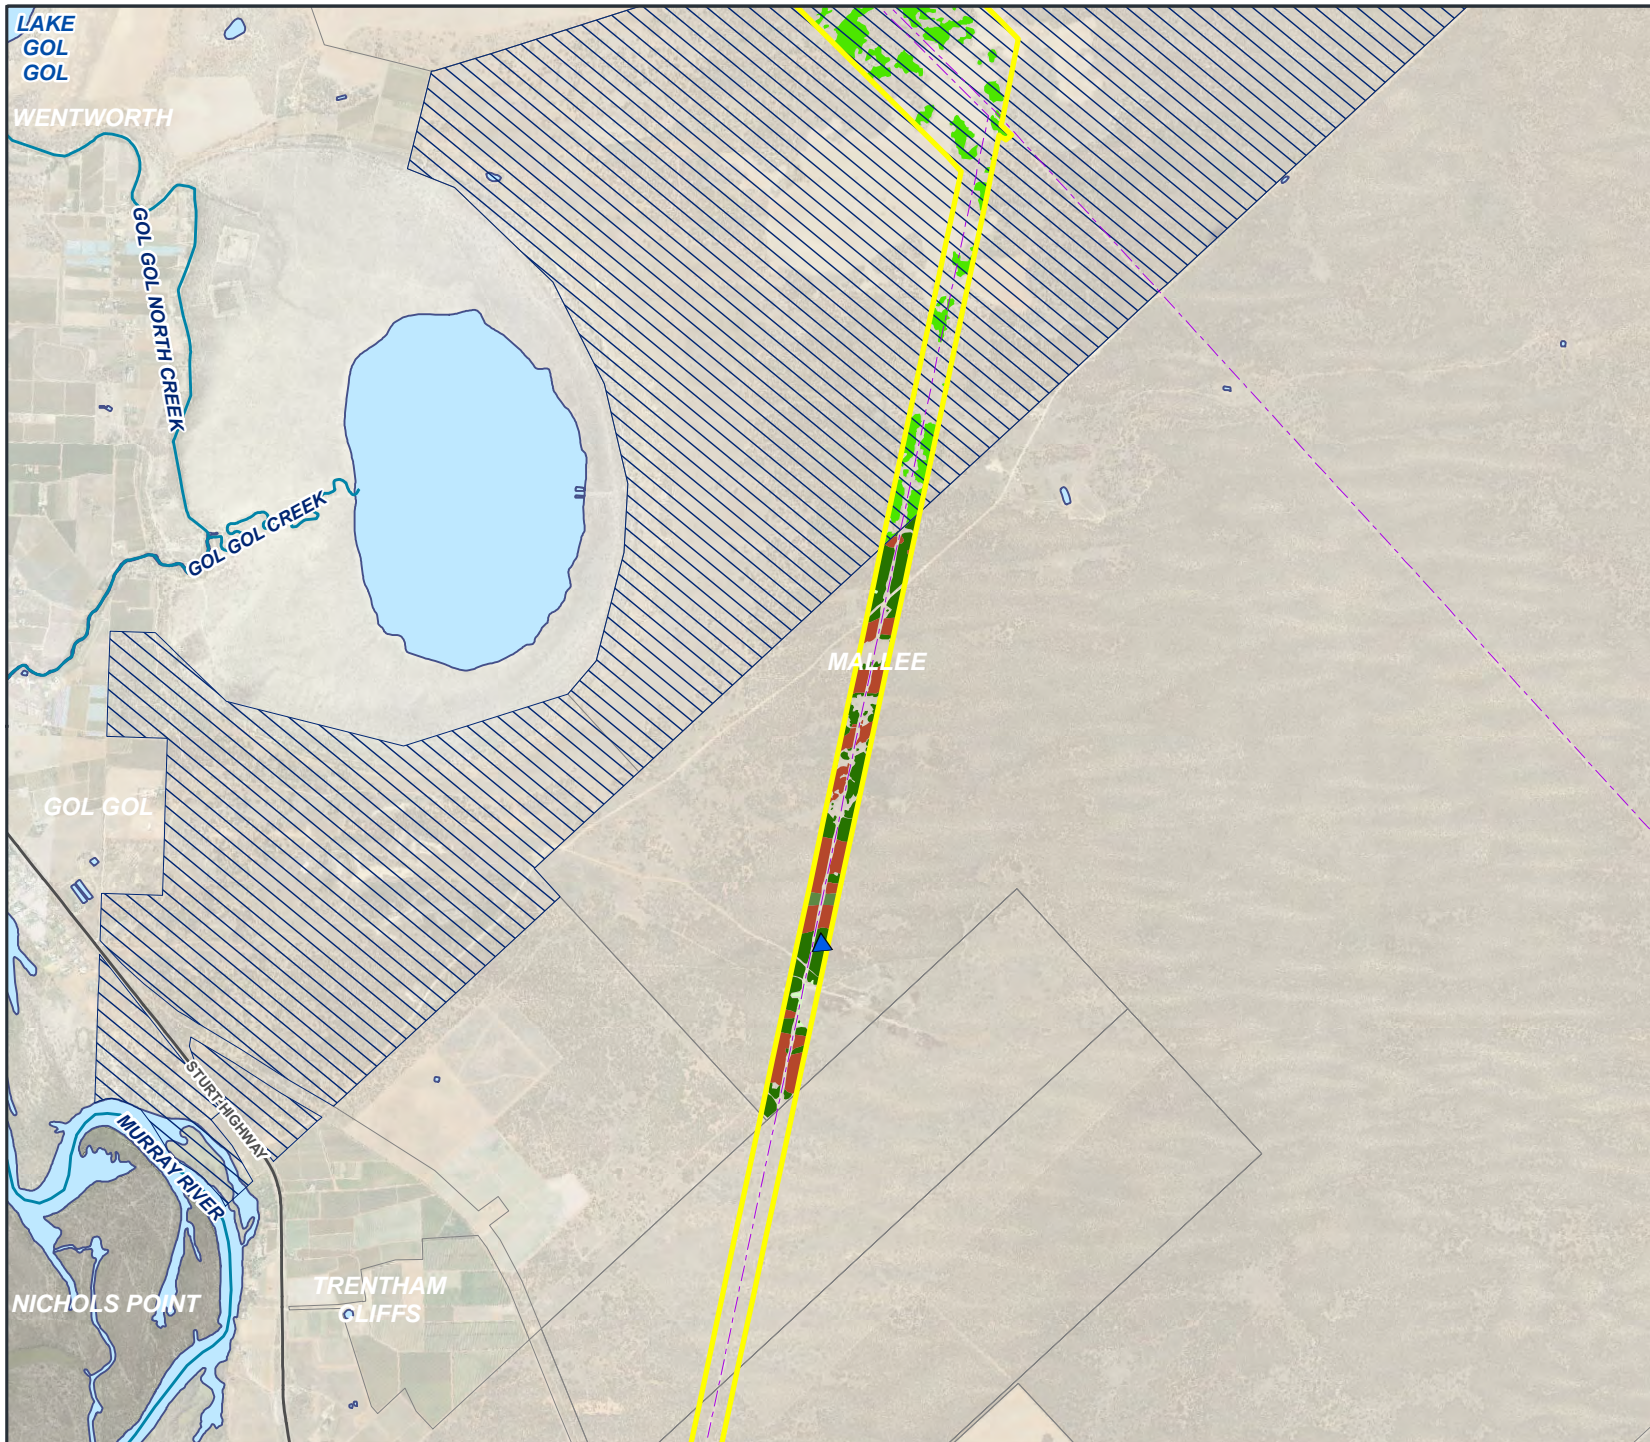 LAKE
GOL
GOL
WENTWORTH
GOL GOL NORTH CREEK
GOL GOL CREEK
MALLEE
GOL GOL
STURT HIGHWAY
MURRAY RIVER
NICHOLS POINT
TRENTHAM
CLIFFS